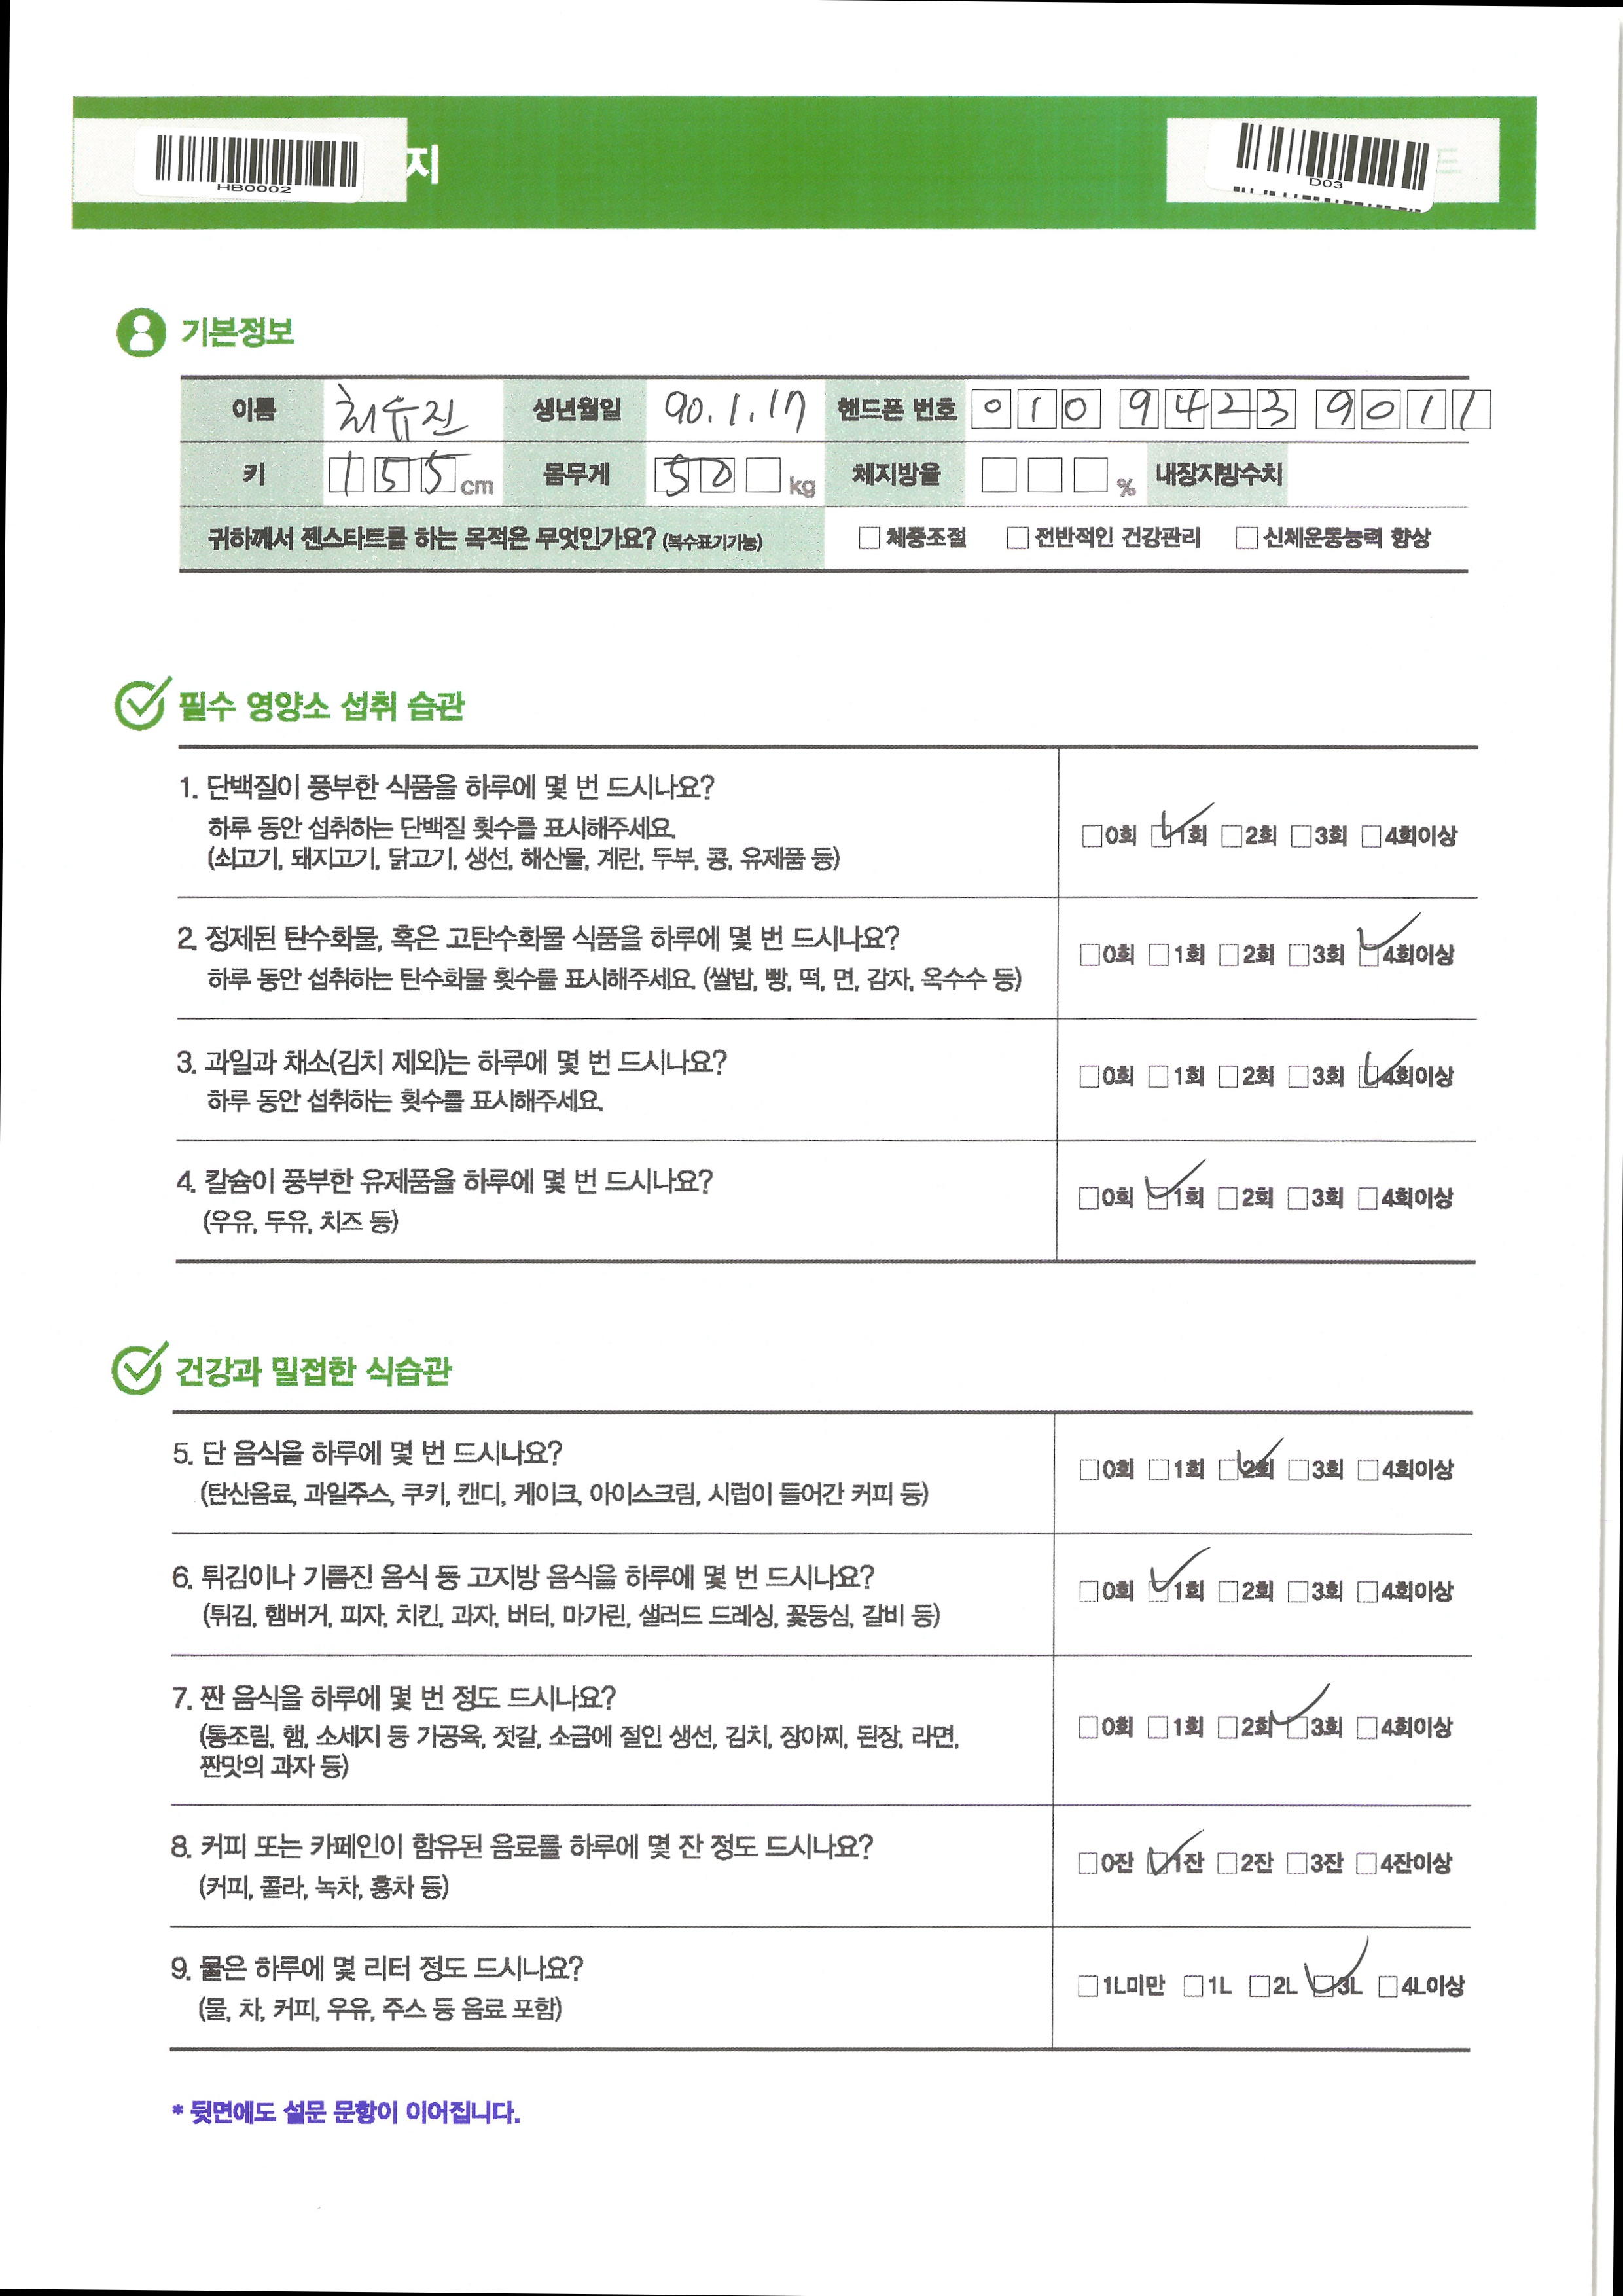 HB0002
지
D03
기본정보
이름 최유진 생년월일 90.1.17 핸드폰 번호 010 9423 9011
키 155 cm 몸무게 50 kg 체지방율 % 내장지방수치
귀하께서 젠스타트를 하는 목적은 무엇인가요? (복수표기가능) □체중조절 □전반적인 건강관리 □신체운동능력 향상
필수 영양소 섭취 습관
1. 단백질이 풍부한 식품을 하루에 몇 번 드시나요?
하루 동안 섭취하는 단백질 횟수를 표시해주세요.
(쇠고기, 돼지고기, 닭고기, 생선, 해산물, 계란, 두부, 콩, 유제품 등)
□0회 ☑1회 □2회 □3회 □4회이상
2. 정제된 탄수화물, 혹은 고탄수화물 식품을 하루에 몇 번 드시나요?
하루 동안 섭취하는 탄수화물 횟수를 표시해주세요. (쌀밥, 빵, 떡, 면, 감자, 옥수수 등)
□0회 □1회 □2회 □3회 ☑4회이상
3. 과일과 채소(김치 제외)는 하루에 몇 번 드시나요?
하루 동안 섭취하는 횟수를 표시해주세요.
□0회 □1회 □2회 □3회 ☑4회이상
4. 칼슘이 풍부한 유제품을 하루에 몇 번 드시나요?
(우유, 두유, 치즈 등)
□0회 ☑1회 □2회 □3회 □4회이상
건강과 밀접한 식습관
5. 단 음식을 하루에 몇 번 드시나요?
(탄산음료, 과일주스, 쿠키, 캔디, 케이크, 아이스크림, 시럽이 들어간 커피 등)
□0회 □1회 ☑2회 □3회 □4회이상
6. 튀김이나 기름진 음식 등 고지방 음식을 하루에 몇 번 드시나요?
(튀김, 햄버거, 피자, 치킨, 과자, 버터, 마가린, 샐러드 드레싱, 꽃등심, 갈비 등)
□0회 ☑1회 □2회 □3회 □4회이상
7. 짠 음식을 하루에 몇 번 정도 드시나요?
(통조림, 햄, 소세지 등 가공육, 젓갈, 소금에 절인 생선, 김치, 장아찌, 된장, 라면,
짠맛의 과자 등)
□0회 □1회 □2회 ☑3회 □4회이상
8. 커피 또는 카페인이 함유된 음료를 하루에 몇 잔 정도 드시나요?
(커피, 콜라, 녹차, 홍차 등)
□0잔 ☑1잔 □2잔 □3잔 □4잔이상
9. 물은 하루에 몇 리터 정도 드시나요?
(물, 차, 커피, 우유, 주스 등 음료 포함)
□1L미만 □1L □2L ☑3L □4L이상
* 뒷면에도 설문 문항이 이어집니다.